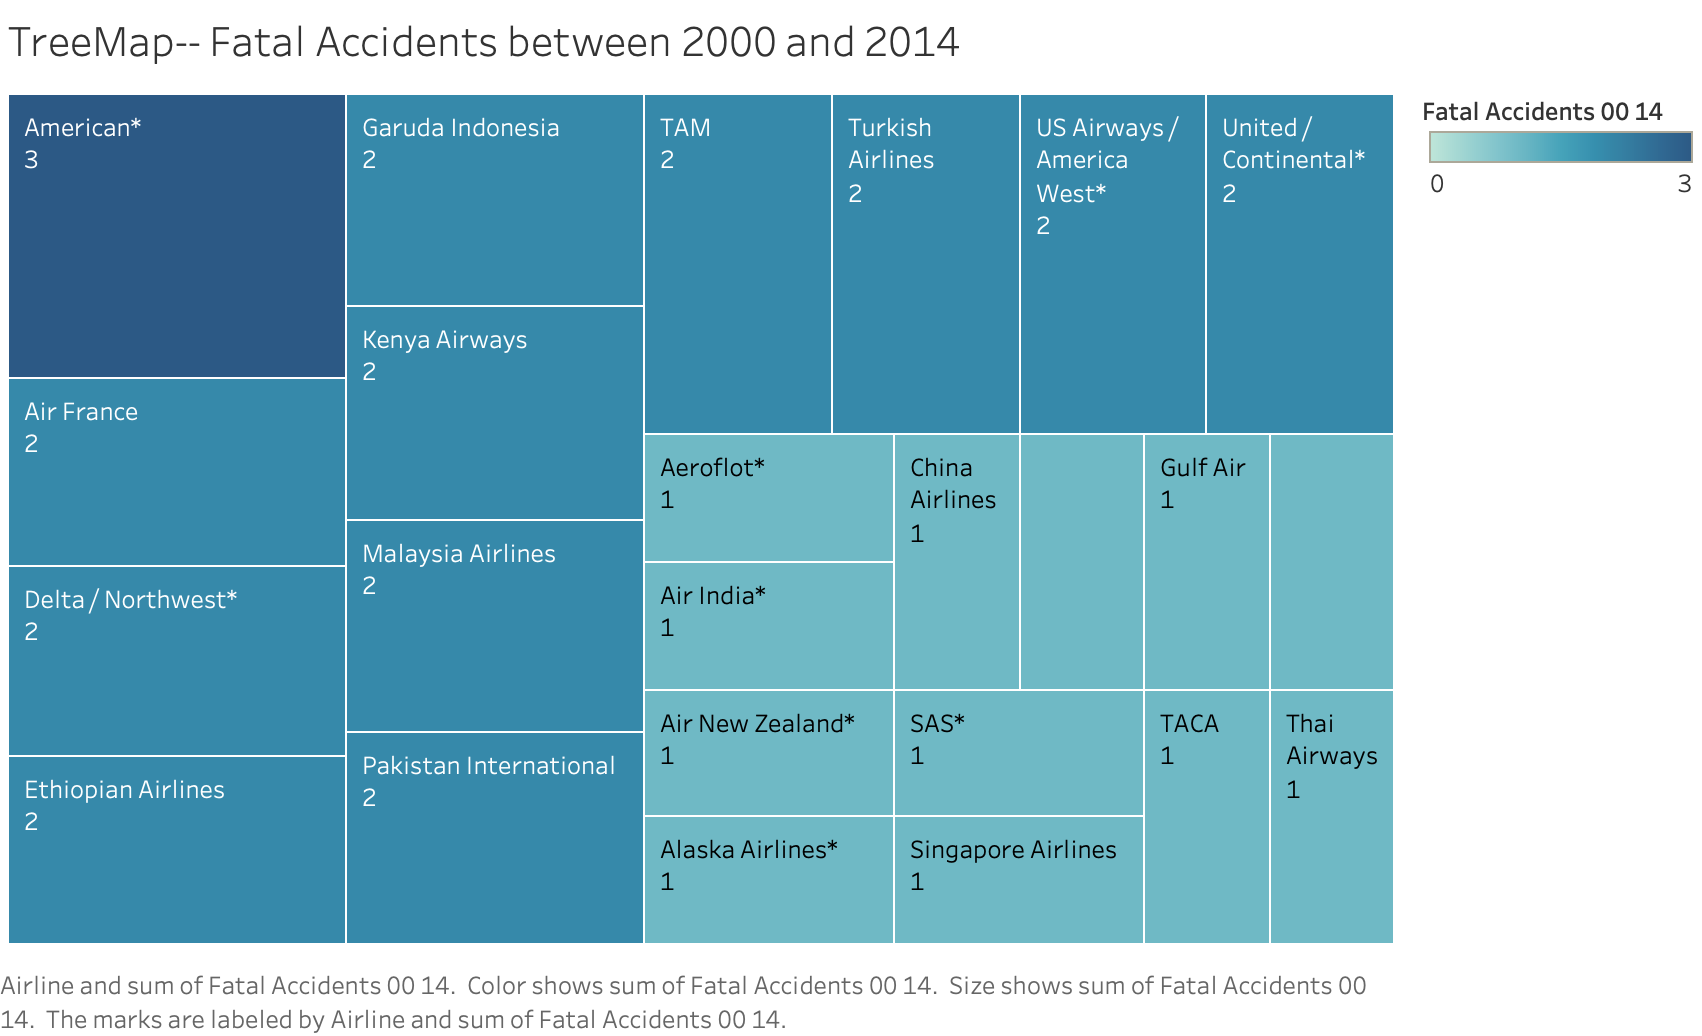 TreeMap-- Fatal Accidents between 2000 and 2014
American*
3
Air France
2
Delta / Northwest*
2
Ethiopian Airlines
2
Garuda Indonesia
2
Kenya Airways
2
Malaysia Airlines
2
Pakistan International
2
TAM
2
Turkish
Airlines
2
US Airways /
America
West*
2
United /
Continental*
2
Aeroflot*
1
Air India*
1
Air New Zealand*
1
Alaska Airlines*
1
China
Airlines
1
Gulf Air
1
SAS*
1
Singapore Airlines
1
TACA
1
Thai
Airways
1
Fatal Accidents 00 14
0
3
Airline and sum of Fatal Accidents 00 14.  Color shows sum of Fatal Accidents 00 14.  Size shows sum of Fatal Accidents 00
14.  The marks are labeled by Airline and sum of Fatal Accidents 00 14.